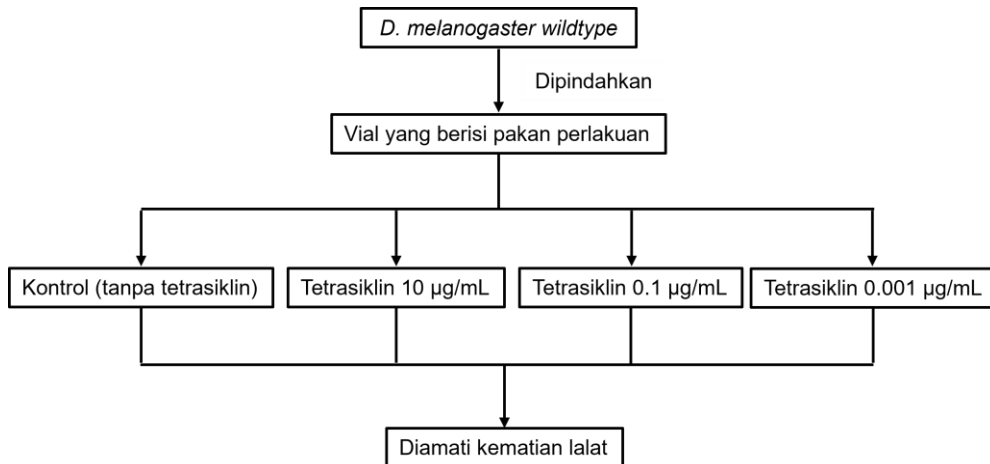 D. melanogaster wildtype
Dipindahkan
Vial yang berisi pakan perlakuan
Kontrol (tanpa tetrasiklin)
Tetrasiklin 10 µg/mL
Tetrasiklin 0.1 µg/mL
Tetrasiklin 0.001 µg/mL
Diamati kematian lalat